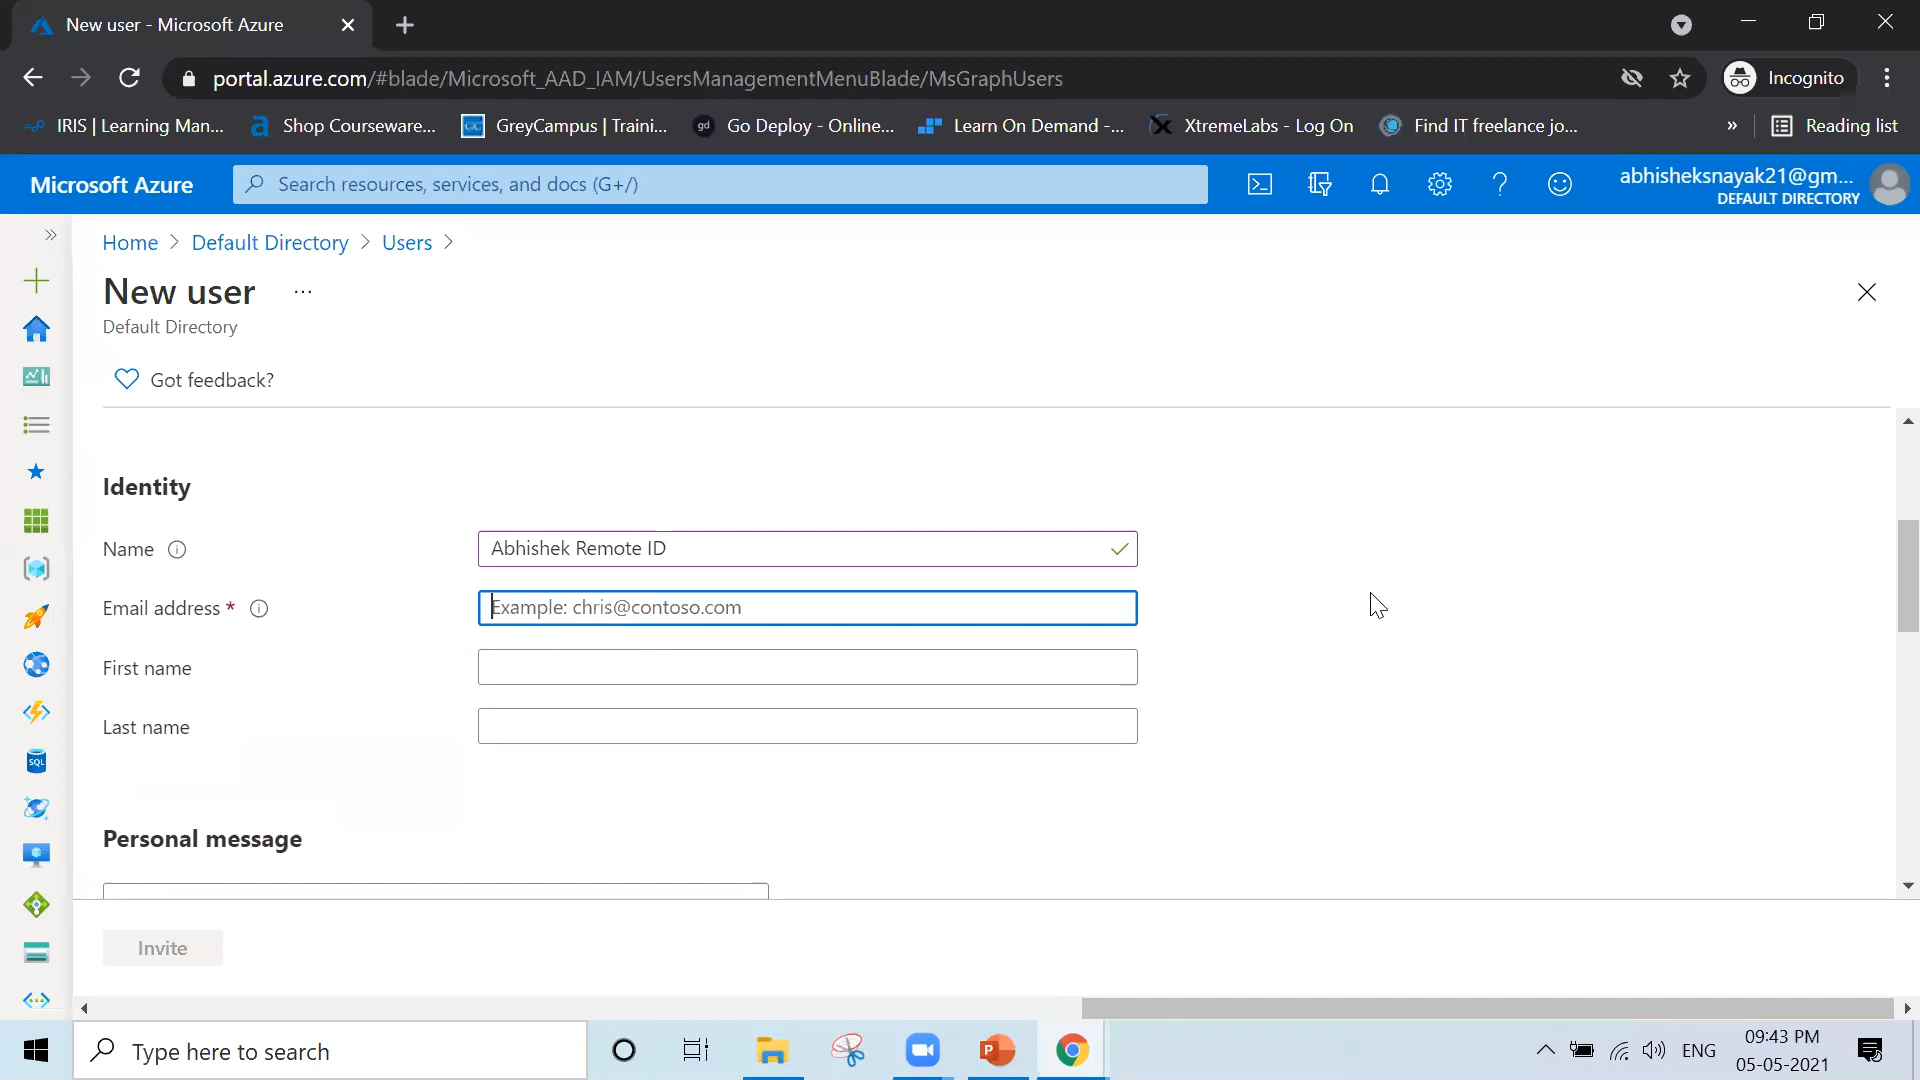 New user - Microsoft Azure
portal.azure.com/#blade/Microsoft_AAD_IAM/UsersManagementMenuBlade/MsGraphUsers
Incognito
IRIS | Learning Man...
Shop Courseware...
GreyCampus | Traini...
gd
Go Deploy - Online...
Learn On Demand -...
XtremeLabs - Log On
Find IT freelance jo...
»
Reading list
Microsoft Azure
Search resources, services, and docs (G+/)
abhisheksnayak21@gm...
DEFAULT DIRECTORY
Home > Default Directory > Users >
New user ...
Default Directory
Got feedback?
Identity
Name
Abhishek Remote ID
Email address *
Example: chris@contoso.com
First name
Last name
SQL
Personal message
Invite
Type here to search
ENG
09:43 PM
05-05-2021